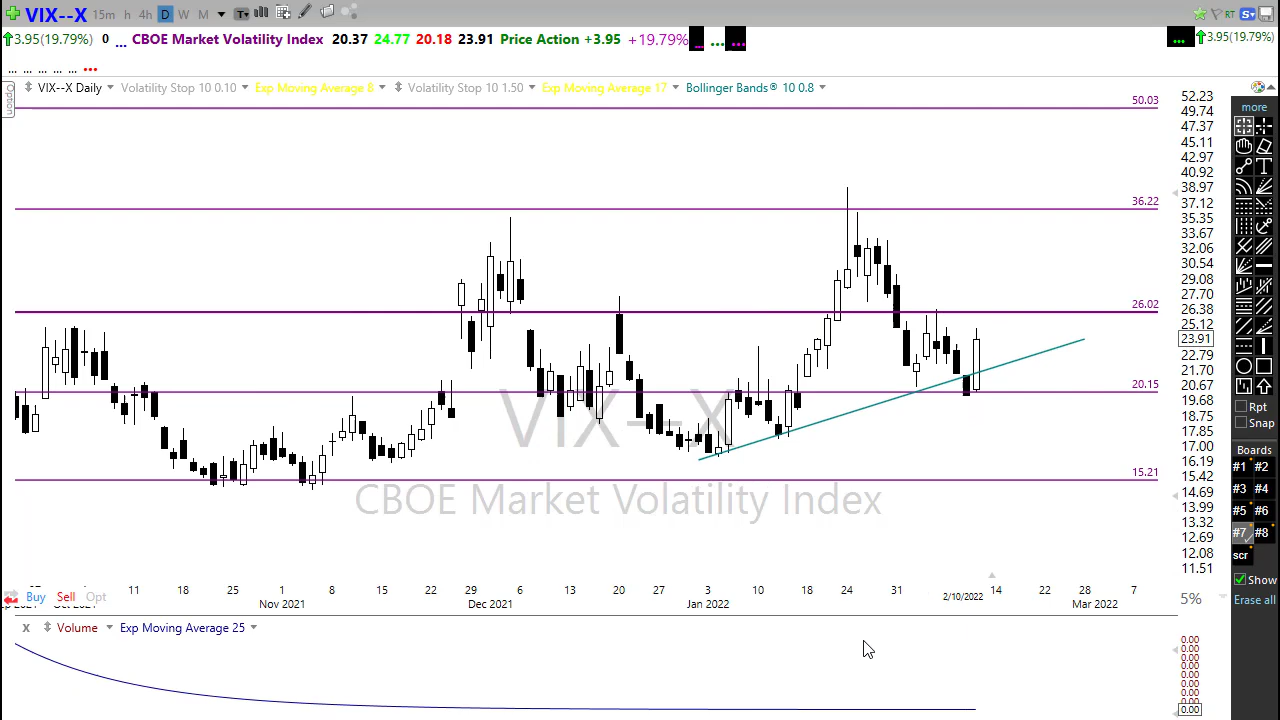 VIX--X 15m h 4h D W M T RT S
3.95(19.79%) 0 ... CBOE Market Volatility Index 20.37 24.77 20.18 23.91 Price Action +3.95 +19.79% ... ... ... ... 3.95(19.79%)
... ... ... ... ... ...
Option VIX--X Daily Volatility Stop 10 0.10 Exp Moving Average 8 Volatility Stop 10 1.50 Exp Moving Average 17 Bollinger Bands® 10 0.8
50.03
36.22
26.02
20.15
15.21
VIX--X
CBOE Market Volatility Index
52.23
49.74
47.37
45.11
42.97
40.92
38.97
37.12
35.35
33.67
32.06
30.54
29.08
27.70
26.38
25.12
23.91
22.79
21.70
20.67
19.68
18.75
17.85
17.00
16.19
15.42
14.69
13.99
13.32
12.69
12.08
11.51
more
T
Rpt
Snap
Boards
#1 #2
#3 #4
#5 #6
#7 #8
scr
Show
Erase all
11 18 25 1 8 15 22 29 6 13 20 27 3 10 18 24 31 2/10/2022 14 22 28 7
Buy Sell Opt
Nov 2021 Dec 2021 Jan 2022 Mar 2022
5%
x Volume Exp Moving Average 25
0.00
0.00
0.00
0.00
0.00
0.00
0.00
0.00
0.00